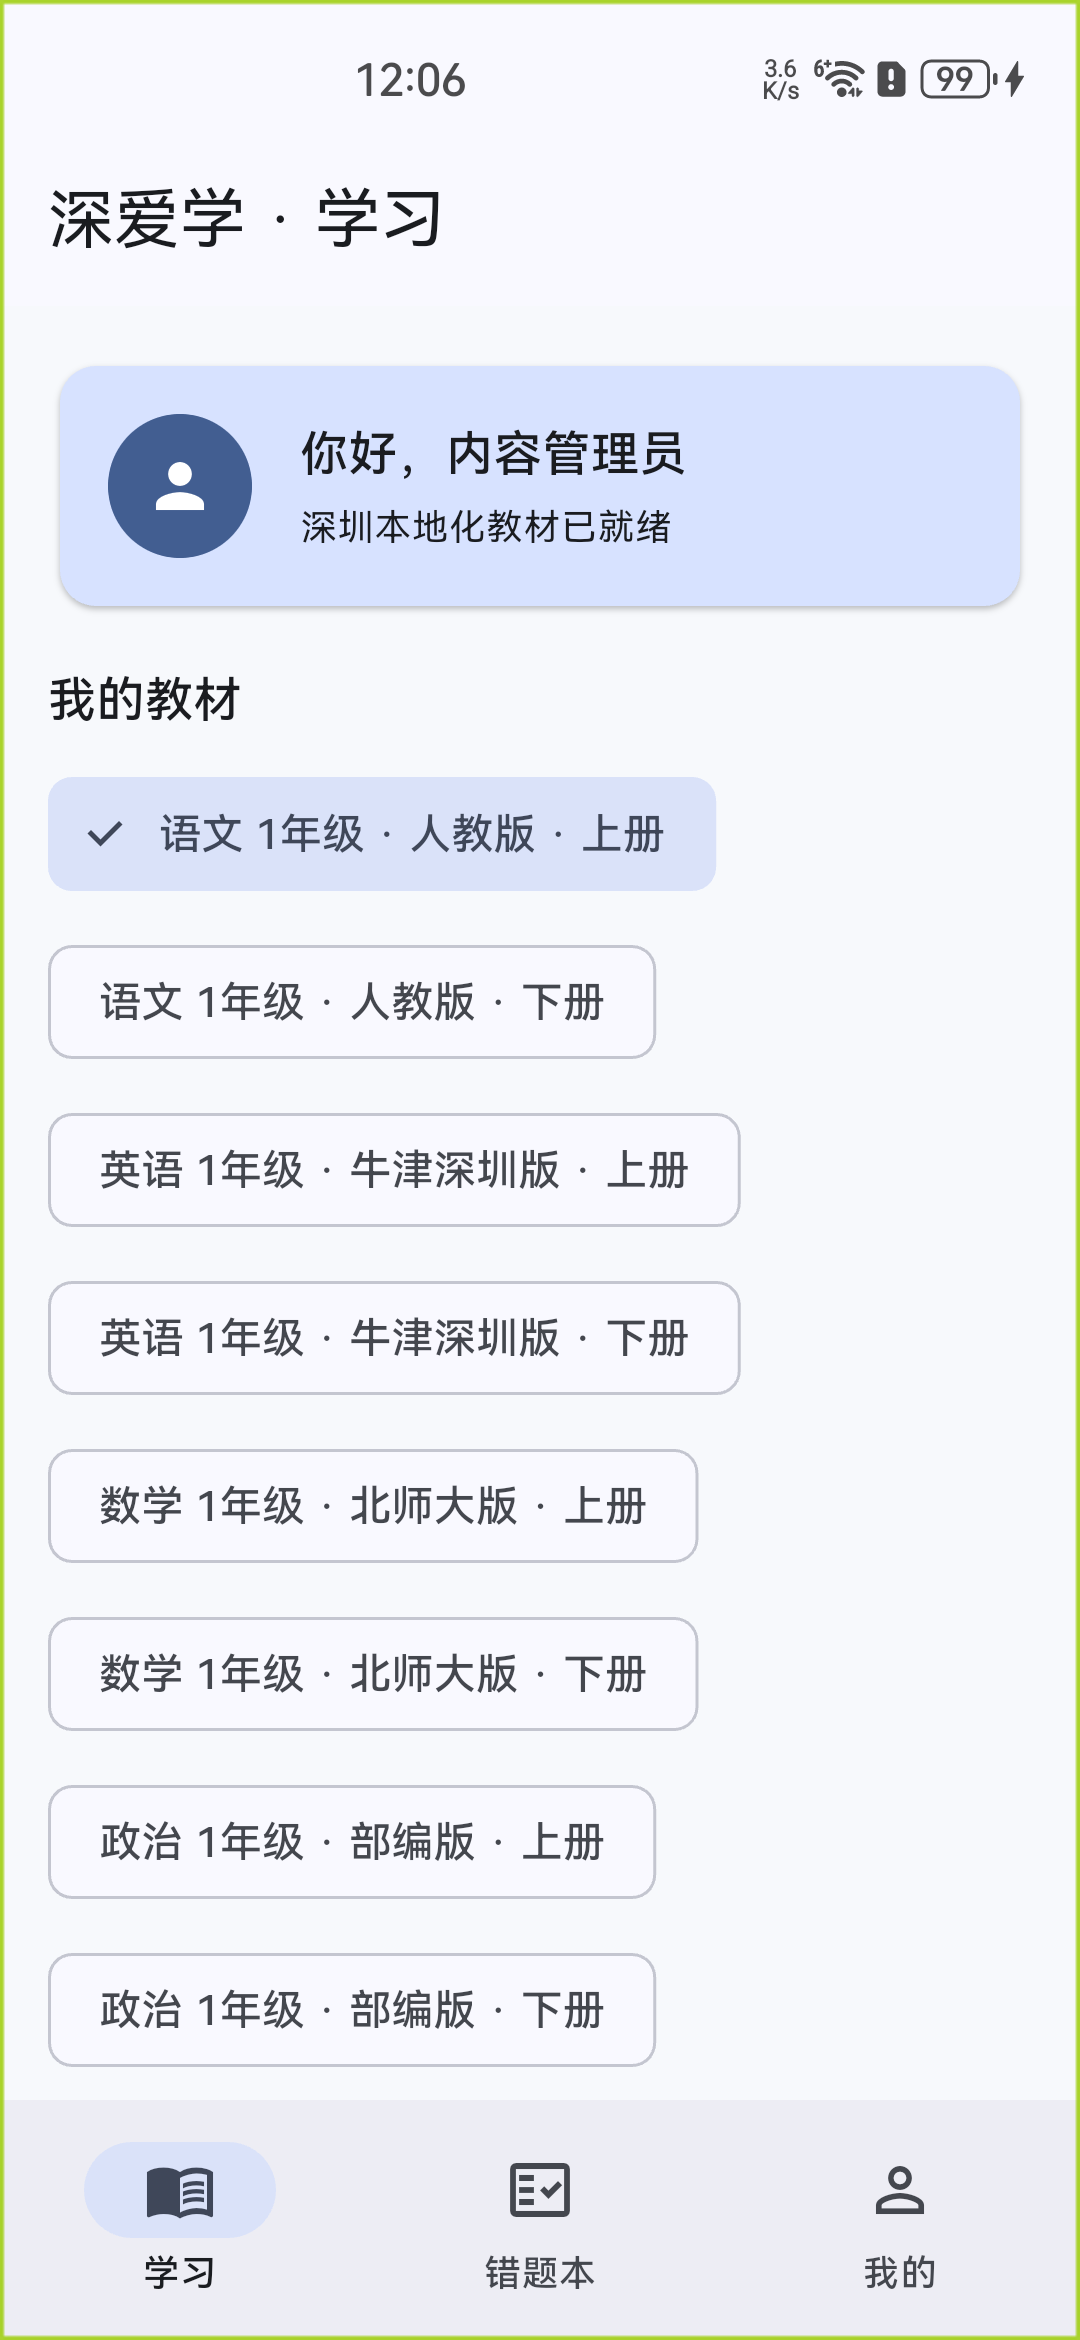 12:06
3.6
K/s
6+
99
深爱学 · 学习
你好，内容管理员
深圳本地化教材已就绪
我的教材
语文 1年级 · 人教版 · 上册
语文 1年级 · 人教版 · 下册
英语 1年级 · 牛津深圳版 · 上册
英语 1年级 · 牛津深圳版 · 下册
数学 1年级 · 北师大版 · 上册
数学 1年级 · 北师大版 · 下册
政治 1年级 · 部编版 · 上册
政治 1年级 · 部编版 · 下册
学习
错题本
我的